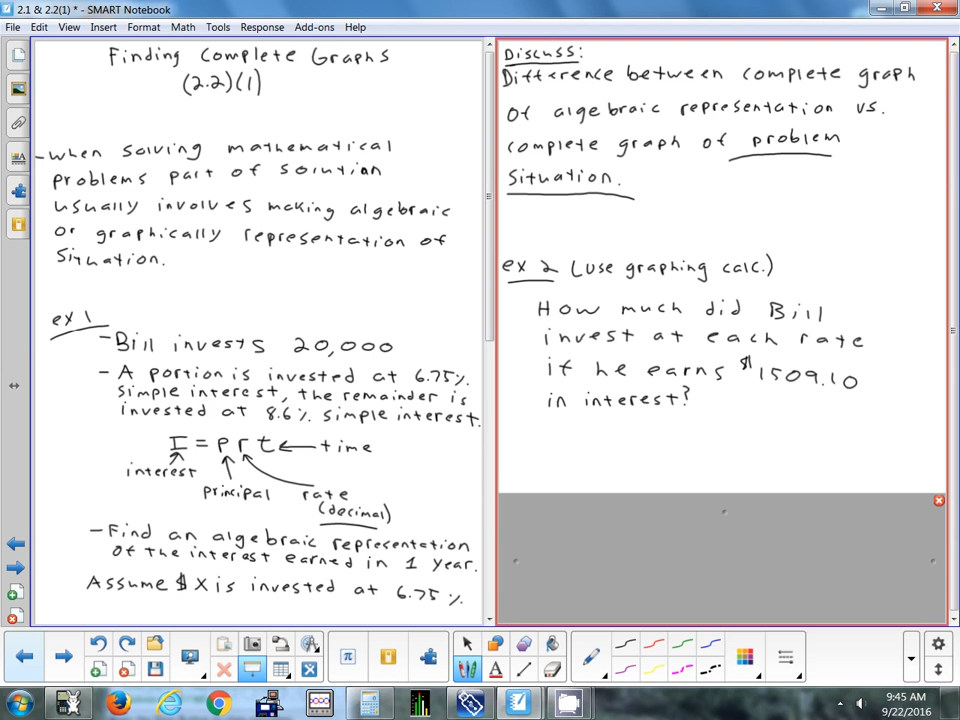 2.1 & 2.2(1) * - SMART Notebook
File Edit View Insert Format Math Tools Response Add-ons Help
Finding Complete Graphs
(2.2)(1)
-When solving mathematical
problems part of solution
usually involves making algebraic
or graphically representation of
situation.
ex 1
- Bill invests 20,000
- A portion is invested at 6.75%
simple interest, the remainder is
invested at 8.6% simple interest.
I = p r t ← time
interest
principal rate
(decimal)
- Find an algebraic representation
of the interest earned in 1 year.
Assume $ X is invested at 6.75%
Discuss:
Difference between complete graph
of algebraic representation vs.
complete graph of problem
situation.
ex 2 (use graphing calc.)
How much did Bill
invest at each rate
if he earns $1509.10
in interest?
9:45 AM
9/22/2016